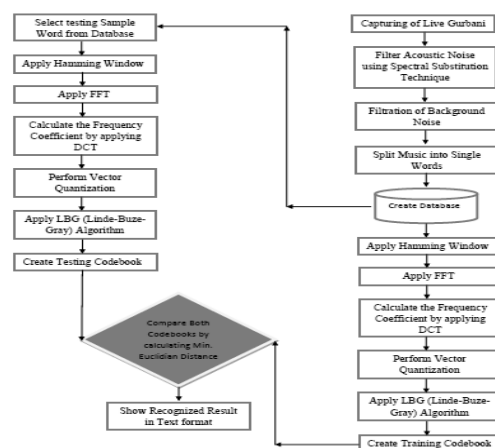 Select testing Sample
Word from Database
Apply Hamming Window
Apply FFT
Calculate the Frequency
Coefficient by applying
DCT
Perform Vector
Quantization
Apply LBG (Linde-Buze-
Gray) Algorithm
Create Testing Codebook
Compare Both
Codebooks by
calculating Min.
Euclidian Distance
Show Recognized Result
in Text format
Capturing of Live Gurbani
Filter Acoustic Noise
using Spectral Substitution
Technique
Filtration of Background
Noise
Split Music into Single
Words
Create Database
Apply Hamming Window
Apply FFT
Calculate the Frequency
Coefficient by applying
DCT
Perform Vector
Quantization
Apply LBG (Linde-Buze-
Gray) Algorithm
Create Training Codebook